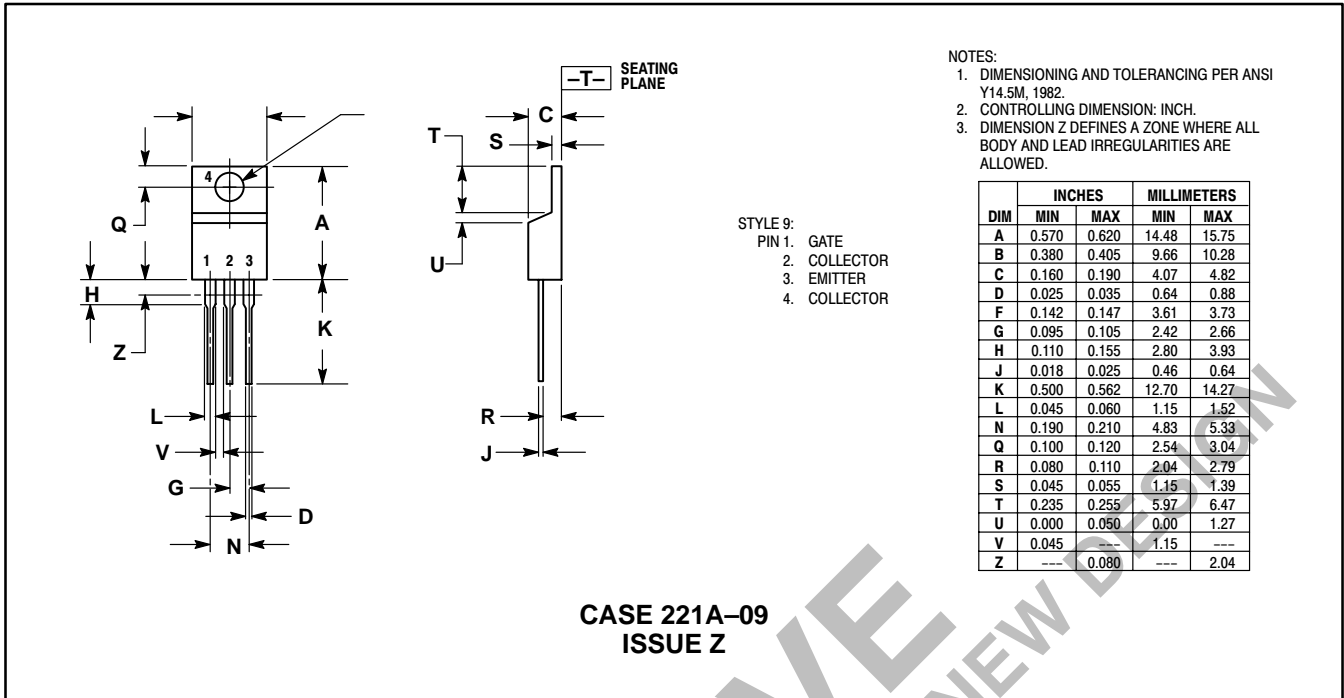 –T–
SEATING
PLANE
C
S
T
4
Q
A
U
1 2 3
H
K
Z
L
R
V
J
G
D
N
STYLE 9:
PIN 1. GATE
2. COLLECTOR
3. EMITTER
4. COLLECTOR
NOTES:
1. DIMENSIONING AND TOLERANCING PER ANSI
Y14.5M, 1982.
2. CONTROLLING DIMENSION: INCH.
3. DIMENSION Z DEFINES A ZONE WHERE ALL
BODY AND LEAD IRREGULARITIES ARE
ALLOWED.
INCHES MILLIMETERS
DIM MIN MAX MIN MAX
A 0.570 0.620 14.48 15.75
B 0.380 0.405 9.66 10.28
C 0.160 0.190 4.07 4.82
D 0.025 0.035 0.64 0.88
F 0.142 0.147 3.61 3.73
G 0.095 0.105 2.42 2.66
H 0.110 0.155 2.80 3.93
J 0.018 0.025 0.46 0.64
K 0.500 0.562 12.70 14.27
L 0.045 0.060 1.15 1.52
N 0.190 0.210 4.83 5.33
Q 0.100 0.120 2.54 3.04
R 0.080 0.110 2.04 2.79
S 0.045 0.055 1.15 1.39
T 0.235 0.255 5.97 6.47
U 0.000 0.050 0.00 1.27
V 0.045 --- 1.15 ---
Z --- 0.080 --- 2.04
CASE 221A–09
ISSUE Z
NEW DESIGN